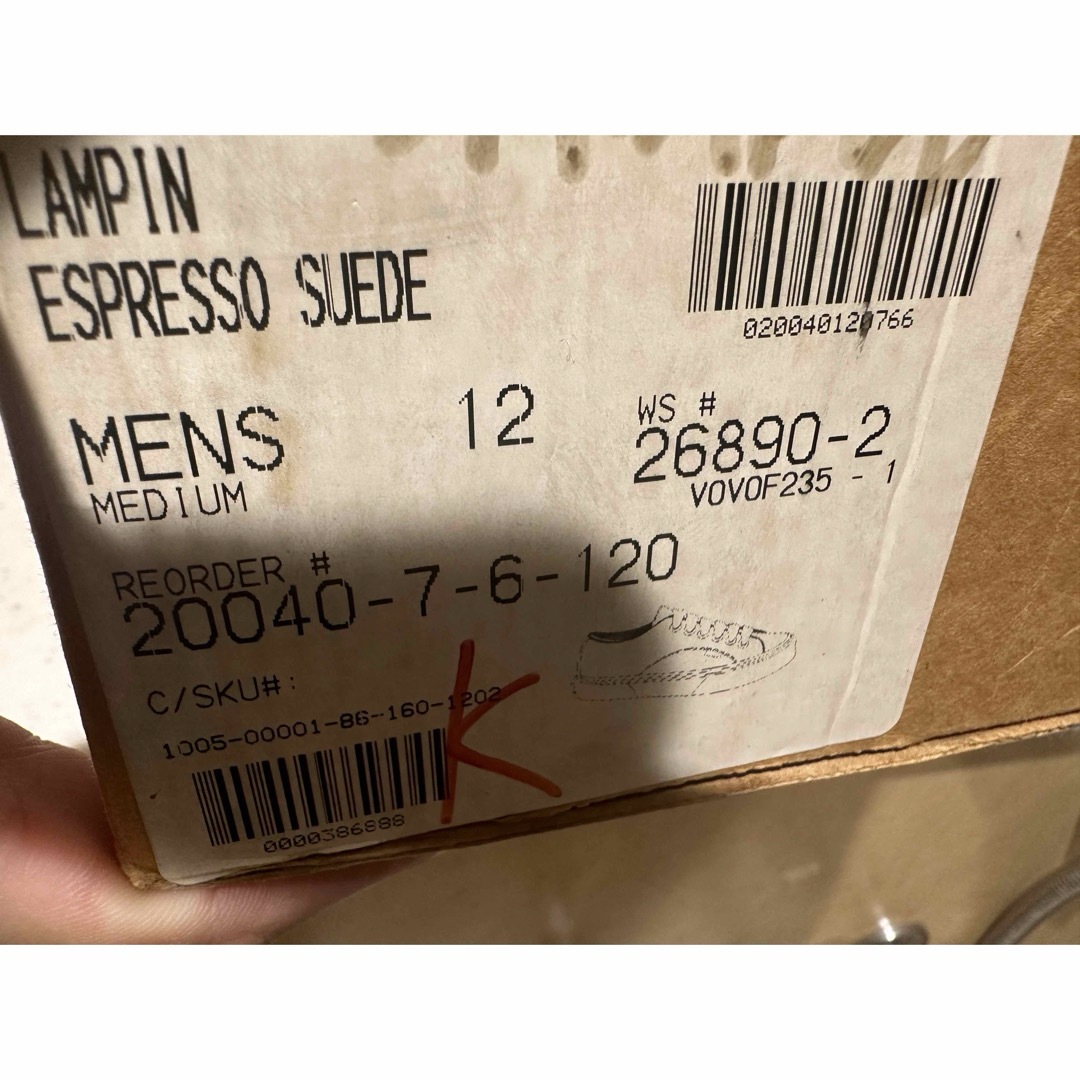 LAMPIN
ESPRESSO SUEDE
020040120766
MENS 12
MEDIUM
WS #
26890-2
VOVOF235 - 1
REORDER #
20040-7-6-120
C/SKU#:
1005-00001-86-160-1202
K
0000386888